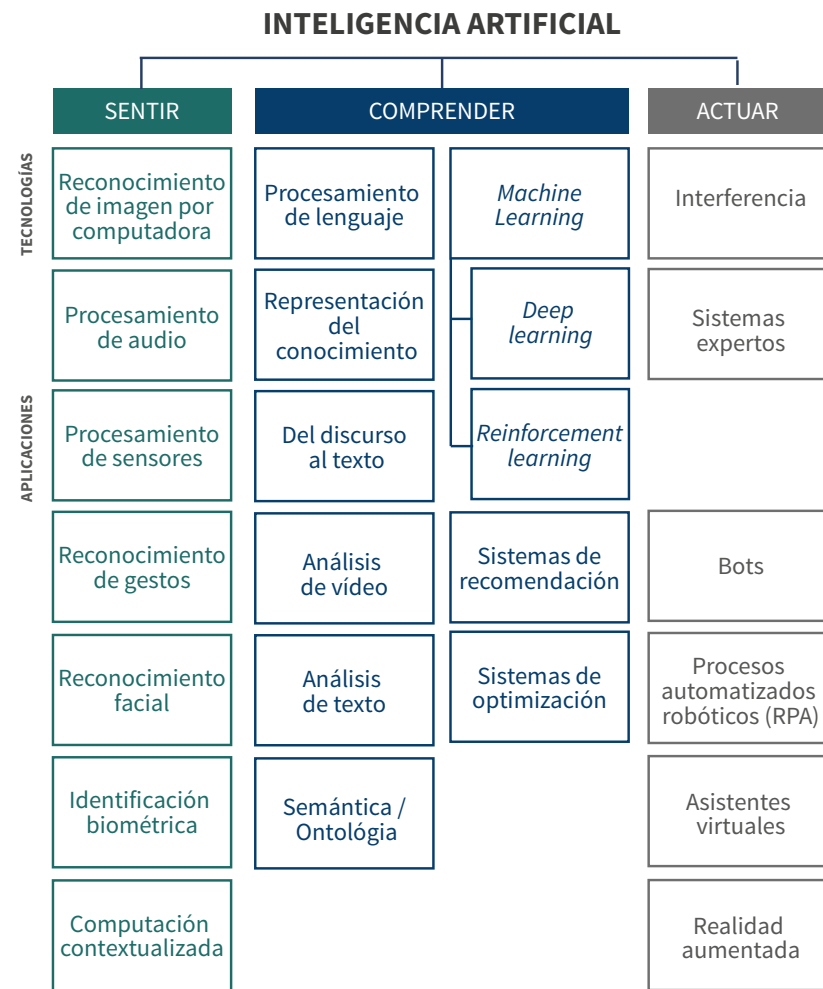 INTELIGENCIA ARTIFICIAL
SENTIR
COMPRENDER
ACTUAR
TECNOLOGÍAS
Reconocimiento
de imagen por
computadora
Procesamiento
de lenguaje
Machine
Learning
Interferencia
Procesamiento
de audio
Representación
del
conocimiento
Deep
learning
Sistemas
expertos
APLICACIONES
Procesamiento
de sensores
Del discurso
al texto
Reinforcement
learning
Reconocimiento
de gestos
Análisis
de vídeo
Sistemas de
recomendación
Bots
Reconocimiento
facial
Análisis
de texto
Sistemas de
optimización
Procesos
automatizados
robóticos (RPA)
Identificación
biométrica
Semántica /
Ontológia
Asistentes
virtuales
Computación
contextualizada
Realidad
aumentada